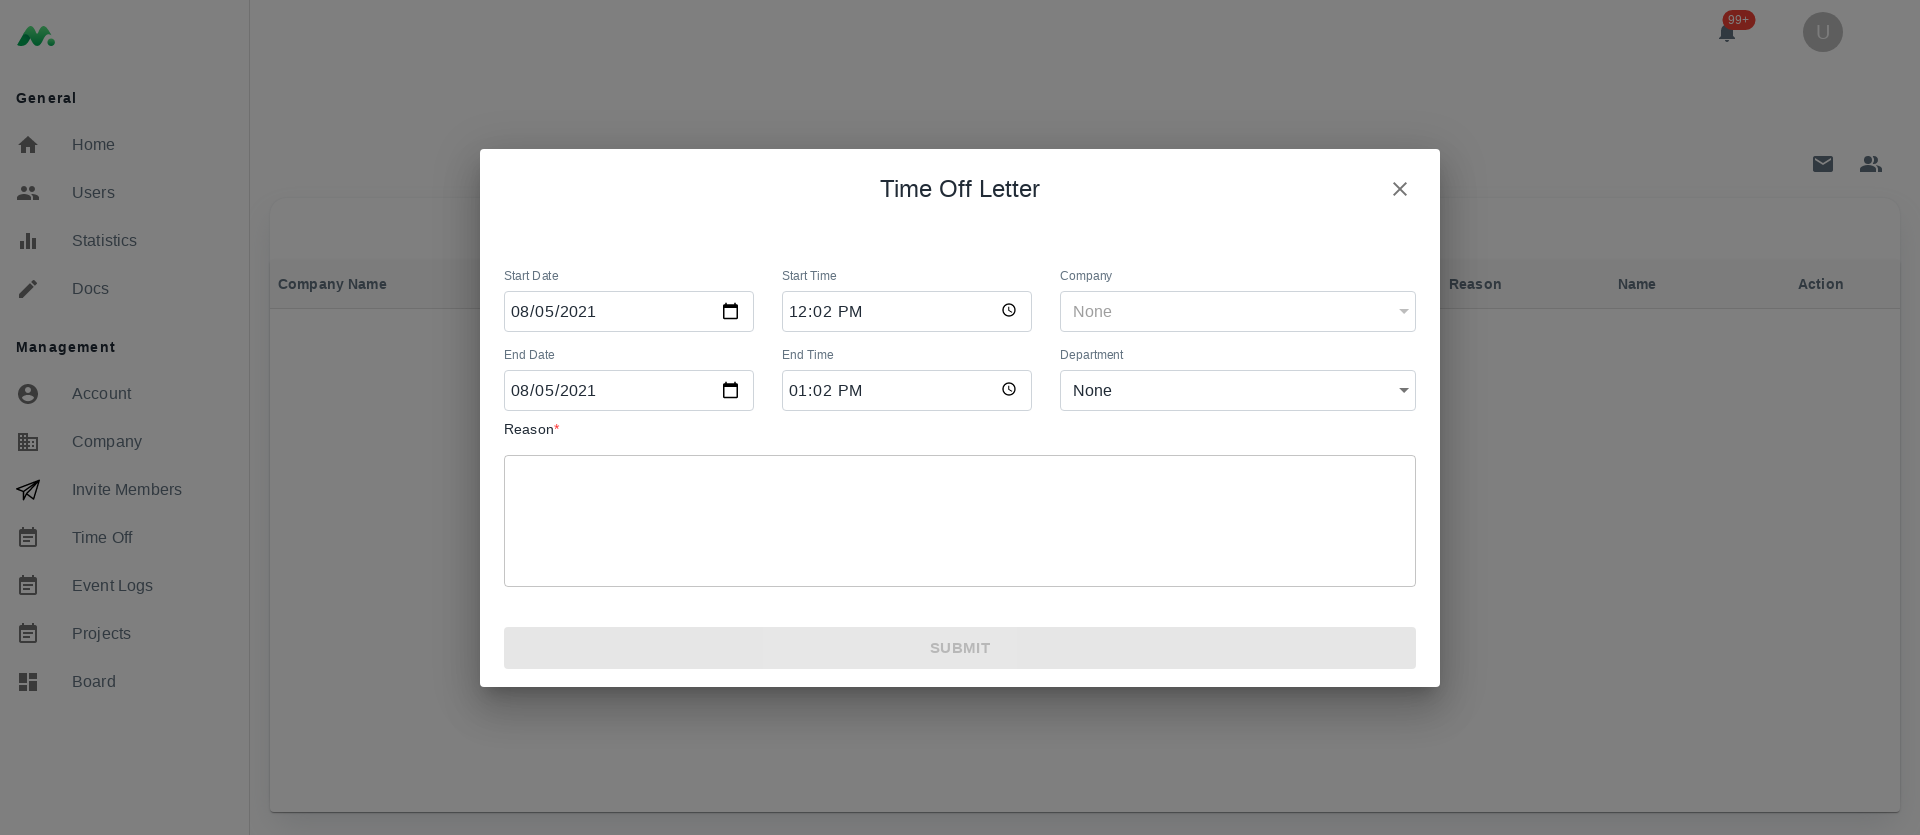 99+
U
General
Home
Users
Statistics
Docs
Management
Account
Company
Invite Members
Time Off
Event Logs
Projects
Board
Company Name
Reason
Name
Action
Time Off Letter
Start Date
Start Time
Company
08/05/2021
12:02 PM
None
End Date
End Time
Department
08/05/2021
01:02 PM
None
Reason*
SUBMIT